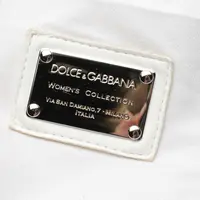 DOLCE & GABBANA
WOMEN'S COLLECTION
VIA SAN DAMIANO, 7 - MILANO
ITALIA